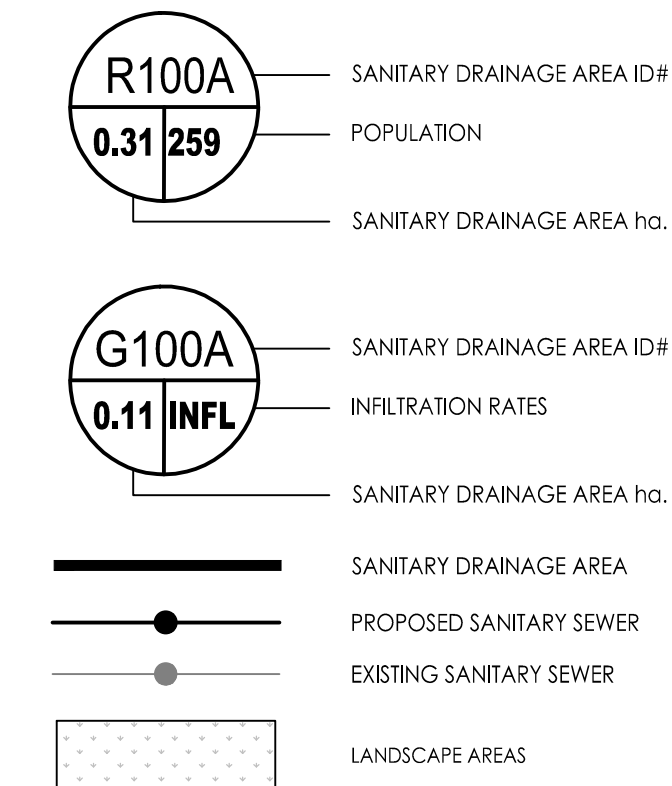 R100A
SANITARY DRAINAGE AREA ID#
0.31 259
POPULATION
SANITARY DRAINAGE AREA ha.
G100A
SANITARY DRAINAGE AREA ID#
0.11 INFL
INFILTRATION RATES
SANITARY DRAINAGE AREA ha.
SANITARY DRAINAGE AREA
PROPOSED SANITARY SEWER
EXISTING SANITARY SEWER
LANDSCAPE AREAS